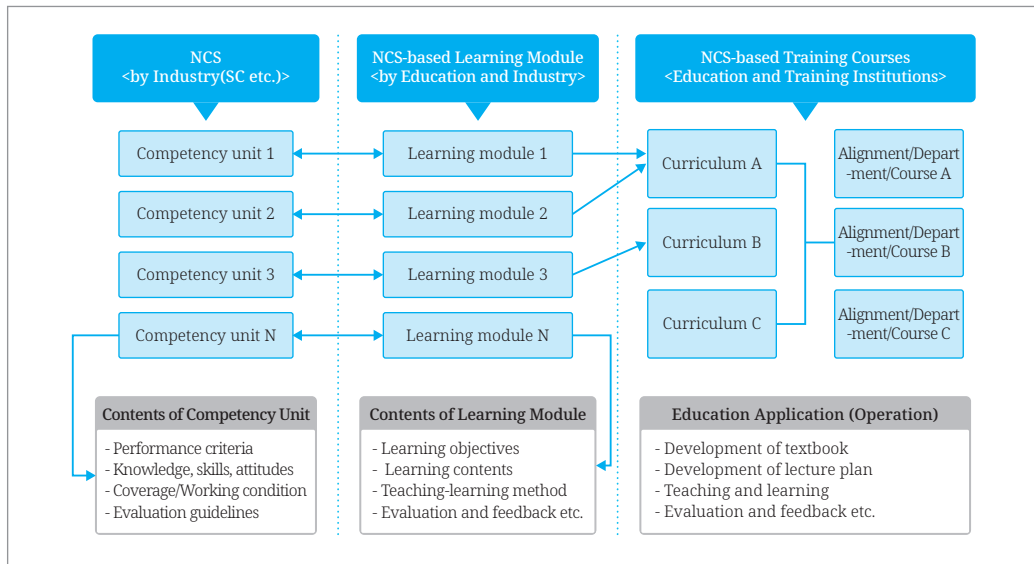 NCS
<by Industry(SC etc.)>
NCS-based Learning Module
<by Education and Industry>
NCS-based Training Courses
<Education and Training Institutions>
Competency unit 1
Learning module 1
Curriculum A
Alignment/Depart
-ment/Course A
Competency unit 2
Learning module 2
Curriculum B
Alignment/Depart
-ment/Course B
Competency unit 3
Learning module 3
Curriculum C
Alignment/Depart
-ment/Course C
Competency unit N
Learning module N
Contents of Competency Unit
- Performance criteria
- Knowledge, skills, attitudes
- Coverage/Working condition
- Evaluation guidelines
Contents of Learning Module
- Learning objectives
- Learning contents
- Teaching-learning method
- Evaluation and feedback etc.
Education Application (Operation)
- Development of textbook
- Development of lecture plan
- Teaching and learning
- Evaluation and feedback etc.